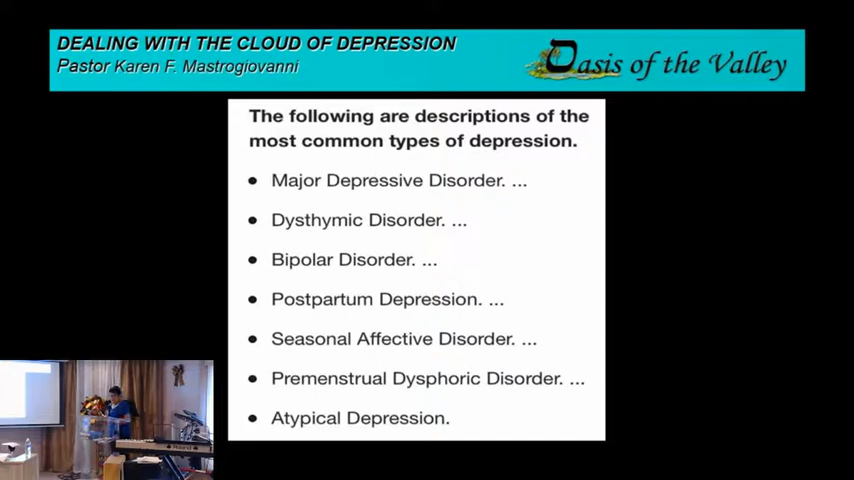 DEALING WITH THE CLOUD OF DEPRESSION
Pastor Karen F. Mastrogiovanni
Oasis of the Valley
The following are descriptions of the
most common types of depression.
• Major Depressive Disorder. ...
• Dysthymic Disorder. ...
• Bipolar Disorder. ...
• Postpartum Depression. ...
• Seasonal Affective Disorder. ...
• Premenstrual Dysphoric Disorder. ...
• Atypical Depression.
Roland